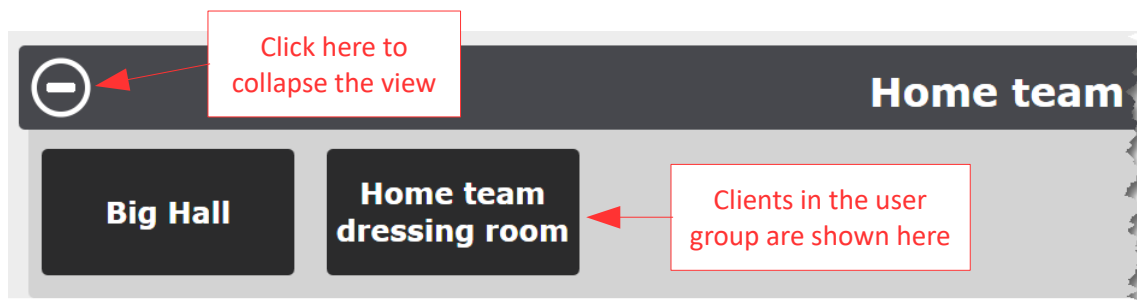 Click here to
collapse the view
Home team
Big Hall
Home team
dressing room
Clients in the user
group are shown here